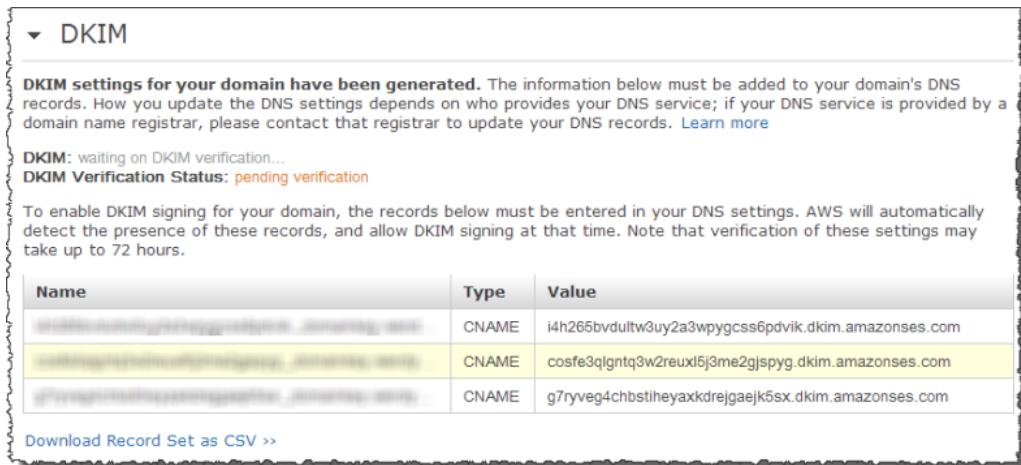 DKIM
DKIM settings for your domain have been generated. The information below must be added to your domain's DNS
records. How you update the DNS settings depends on who provides your DNS service; if your DNS service is provided by a
domain name registrar, please contact that registrar to update your DNS records. Learn more
DKIM: waiting on DKIM verification...
DKIM Verification Status: pending verification
To enable DKIM signing for your domain, the records below must be entered in your DNS settings. AWS will automatically
detect the presence of these records, and allow DKIM signing at that time. Note that verification of these settings may
take up to 72 hours.
Name Type Value
CNAME i4h265bvdultw3uy2a3wpygcss6pdvik.dkim.amazonses.com
CNAME cosfe3qlgntq3w2reuxl5j3me2gjspyg.dkim.amazonses.com
CNAME g7ryveg4chbstiheyaxkdrejgaejk5sx.dkim.amazonses.com
Download Record Set as CSV >>